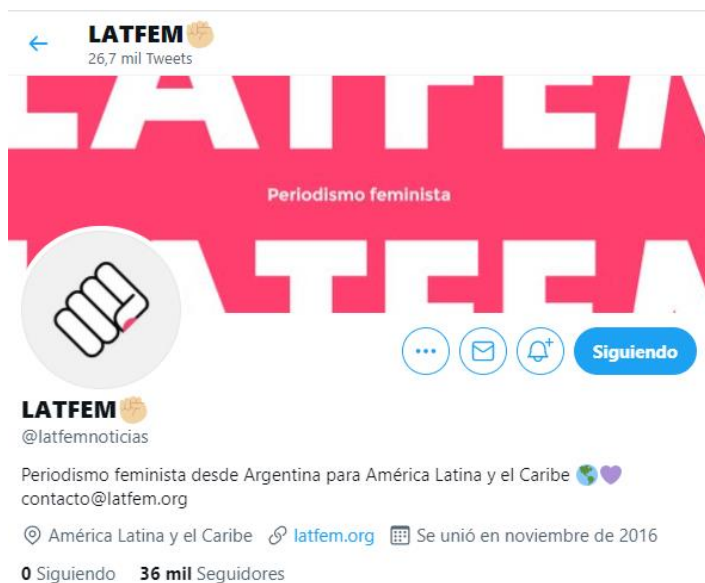 LATFEM✊🏼
26,7 mil Tweets
LATFEM
Periodismo feminista
LATFEM
Siguiendo
LATFEM✊🏼
@latfemnoticias
Periodismo feminista desde Argentina para América Latina y el Caribe 🌎💜
contacto@latfem.org
América Latina y el Caribe latfem.org Se unió en noviembre de 2016
0 Siguiendo 36 mil Seguidores